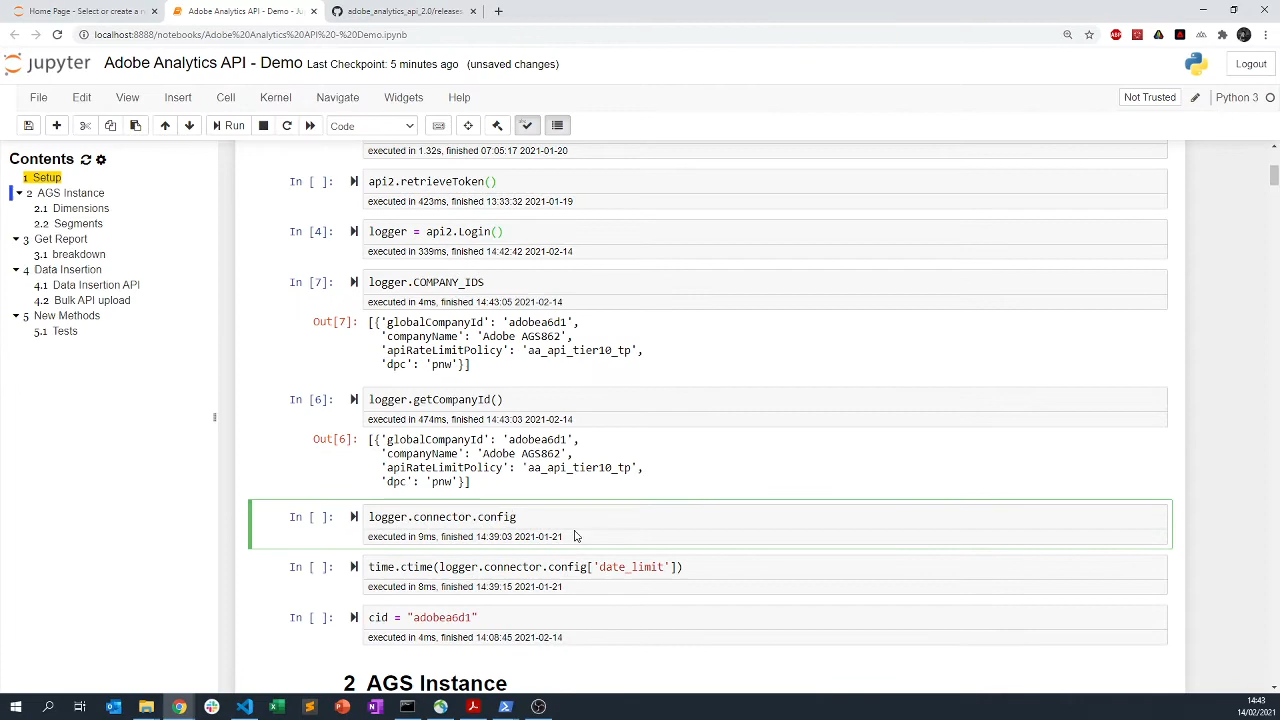 Home Page - Select or create a n
Adobe Analytics API - Demo - Ju
adobe_analytics_api_2.0/releases
localhost:8888/notebooks/Adobe%20Analytics%20API%20-%20Demo.ipynb
jupyter Adobe Analytics API - Demo Last Checkpoint: 5 minutes ago (unsaved changes)
Logout
File Edit View Insert Cell Kernel Navigate Widgets Help
Not Trusted
Python 3
Run
Code
Contents
1 Setup
2 AGS Instance
2.1 Dimensions
2.2 Segments
3 Get Report
3.1 breakdown
4 Data Insertion
4.1 Data Insertion API
4.2 Bulk API upload
5 New Methods
5.1 Tests
executed in 1.32s, finished 07:05:17 2021-01-20
In [ ]: api2.retrieveToken()
executed in 423ms, finished 13:33:32 2021-01-19
In [4]: logger = api2.Login()
executed in 339ms, finished 14:42:42 2021-02-14
In [7]: logger.COMPANY_IDS
executed in 4ms, finished 14:43:05 2021-02-14
Out[7]: [{'globalCompanyId': 'adobea6d1',
'companyName': 'Adobe AGS862',
'apiRateLimitPolicy': 'aa_api_tier10_tp',
'dpc': 'pnw'}]
In [6]: logger.getCompanyId()
executed in 474ms, finished 14:43:03 2021-02-14
Out[6]: [{'globalCompanyId': 'adobea6d1',
'companyName': 'Adobe AGS862',
'apiRateLimitPolicy': 'aa_api_tier10_tp',
'dpc': 'pnw'}]
In [ ]: logger.connector.config
executed in 9ms, finished 14:39:03 2021-01-21
In [ ]: time.ctime(logger.connector.config['date_limit'])
executed in 8ms, finished 14:39:15 2021-01-21
In [ ]: cid = "adobea6d1"
executed in 4ms, finished 14:08:45 2021-02-14
2 AGS Instance
14:43
14/02/2021